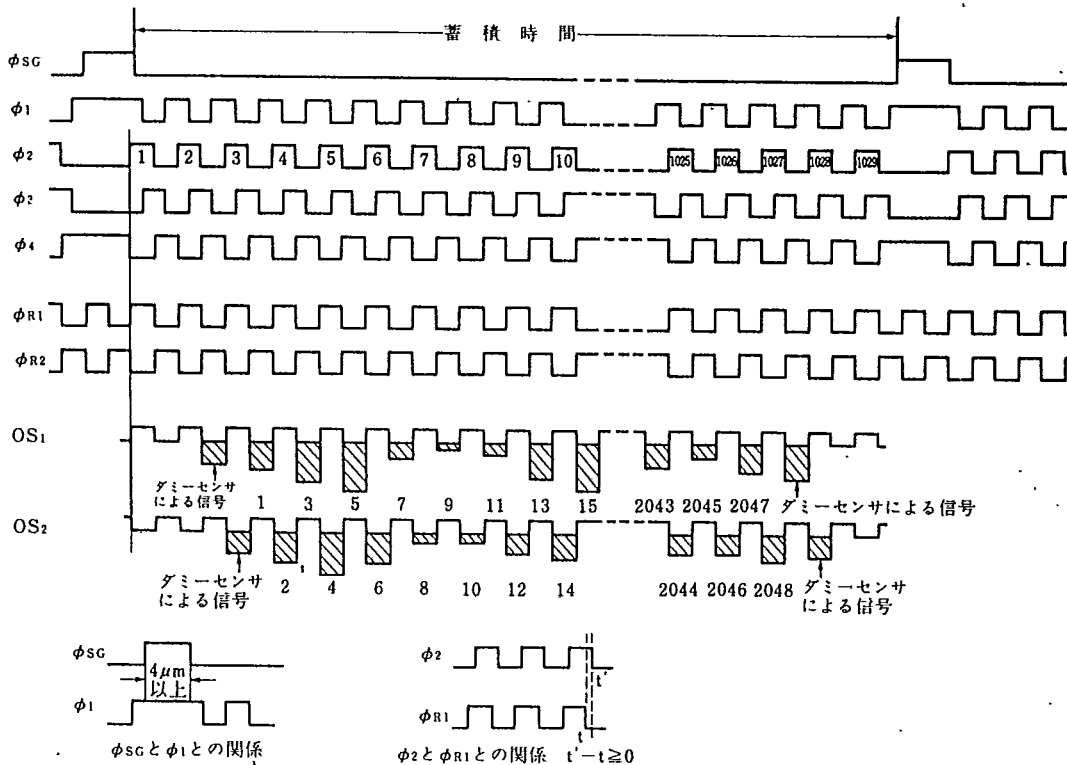 蓄積時間
φSG
φ1
φ2 1 2 3 4 5 6 7 8 9 10 1025 1026 1027 1028 1029
φ2
φ4
φR1
φR2
OS1
ダミーセンサ
による信号
1 3 5 7 9 11 13 15 2043 2045 2047 ダミーセンサによる信号
OS2
ダミーセンサ
による信号
2 4 6 8 10 12 14 2044 2046 2048 ダミーセンサ
による信号
φSG
4μm
以上
φ1
φSGとφ1との関係
φ2
t'
φR1
t
φ2とφR1との関係 t'−t≧0